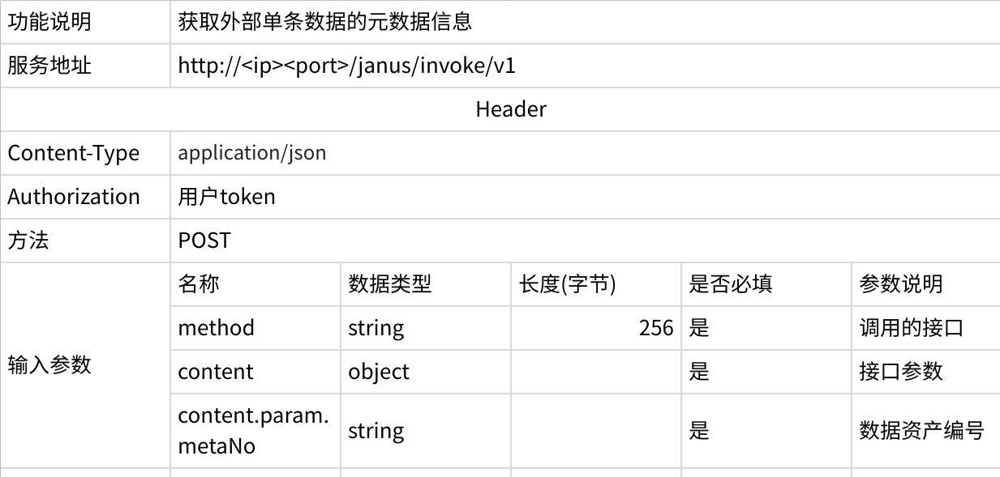 功能说明 获取外部单条数据的元数据信息
服务地址 http://<ip><port>/janus/invoke/v1
Header
Content-Type application/json
Authorization 用户token
方法 POST
输入参数
名称 数据类型 长度(字节) 是否必填 参数说明
method string 256 是 调用的接口
content object 是 接口参数
content.param.
metaNo string 是 数据资产编号